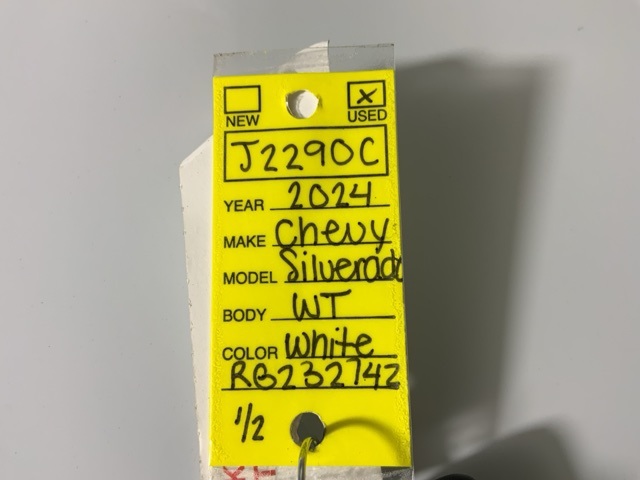 NEW USED
J2290C
YEAR 2024
MAKE Chevy
MODEL Silverado
BODY WT
COLOR White
RB232742
1/2